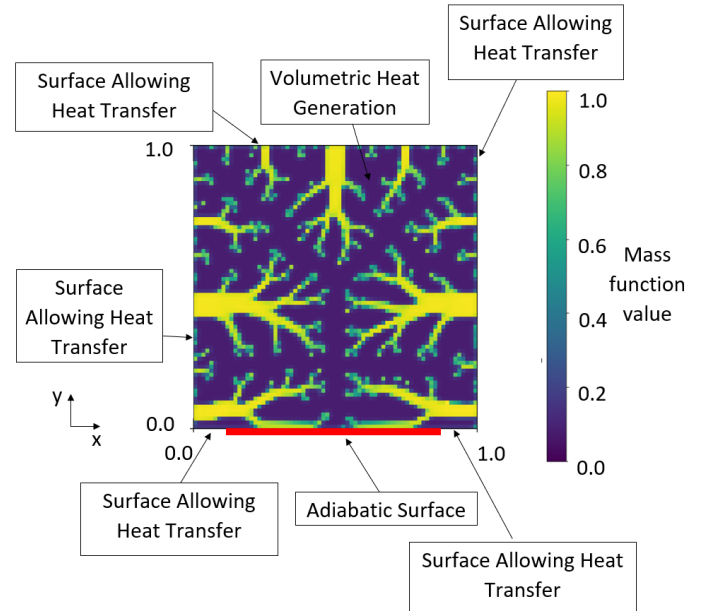 Surface Allowing
Heat Transfer
Surface Allowing
Heat Transfer
Volumetric Heat
Generation
1.0
1.0
0.8
0.6
0.4
0.2
0.0
Mass
function
value
Surface
Allowing Heat
Transfer
y
x
0.0
0.0
1.0
Surface Allowing
Heat Transfer
Adiabatic Surface
Surface Allowing Heat
Transfer